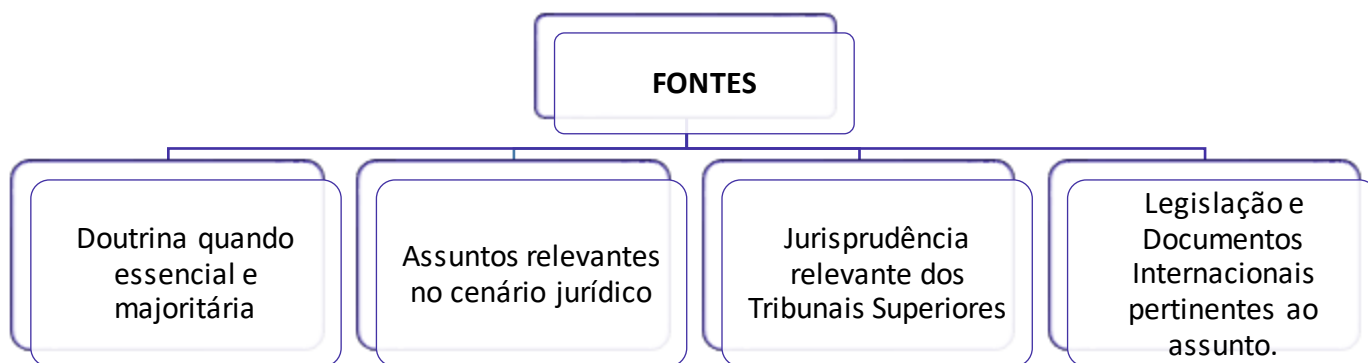 FONTES
Doutrina quando
essencial e
majoritária
Assuntos relevantes
no cenário jurídico
Jurisprudência
relevante dos
Tribunais Superiores
Legislação e
Documentos
Internacionais
pertinentes ao
assunto.